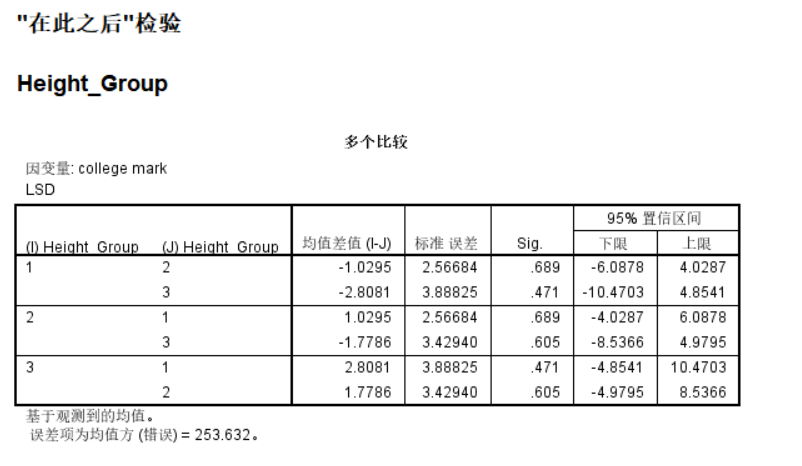 "在此之后"检验
Height_Group
多个比较
因变量: college mark
LSD
95% 置信区间
(I) Height_Group (J) Height_Group 均值差值 (I-J) 标准 误差 Sig. 下限 上限
1 2 -1.0295 2.56684 .689 -6.0878 4.0287
3 -2.8081 3.88825 .471 -10.4703 4.8541
2 1 1.0295 2.56684 .689 -4.0287 6.0878
3 -1.7786 3.42940 .605 -8.5366 4.9795
3 1 2.8081 3.88825 .471 -4.8541 10.4703
2 1.7786 3.42940 .605 -4.9795 8.5366
基于观测到的均值。
误差项为均值方 (错误) = 253.632。